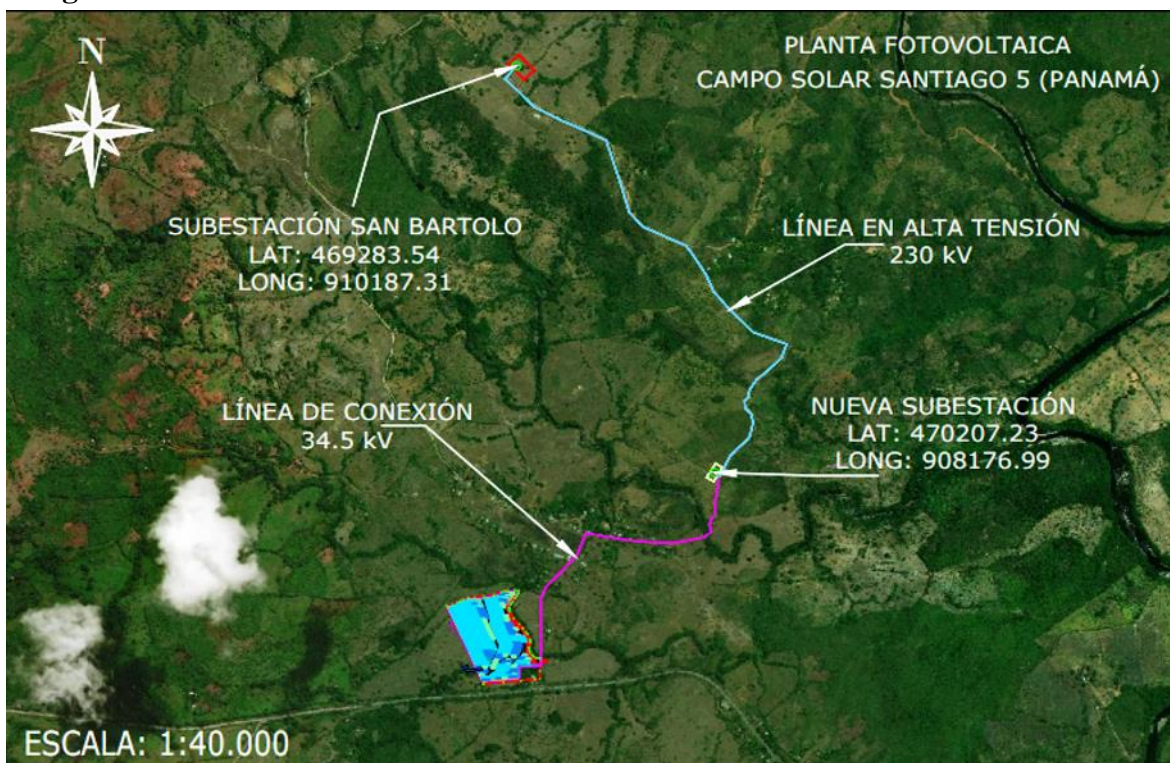 N
PLANTA FOTOVOLTAICA
CAMPO SOLAR SANTIAGO 5 (PANAMÁ)
SUBESTACIÓN SAN BARTOLO
LAT: 469283.54
LONG: 910187.31
LÍNEA EN ALTA TENSIÓN
230 kV
LÍNEA DE CONEXIÓN
34.5 kV
NUEVA SUBESTACIÓN
LAT: 470207.23
LONG: 908176.99
ESCALA: 1:40.000